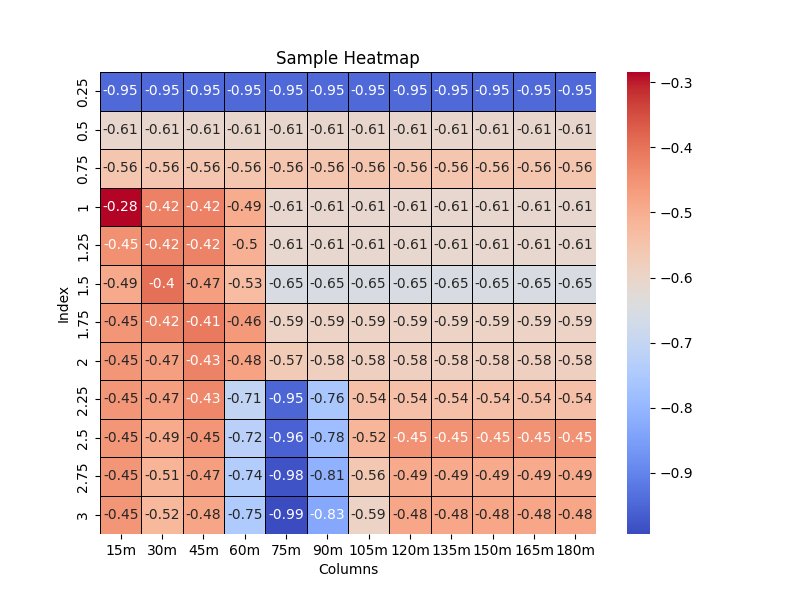 Sample Heatmap
0.25 -0.95 -0.95 -0.95 -0.95 -0.95 -0.95 -0.95 -0.95 -0.95 -0.95 -0.95 -0.95
0.5 -0.61 -0.61 -0.61 -0.61 -0.61 -0.61 -0.61 -0.61 -0.61 -0.61 -0.61 -0.61
0.75 -0.56 -0.56 -0.56 -0.56 -0.56 -0.56 -0.56 -0.56 -0.56 -0.56 -0.56 -0.56
1 -0.28 -0.42 -0.42 -0.49 -0.61 -0.61 -0.61 -0.61 -0.61 -0.61 -0.61 -0.61
1.25 -0.45 -0.42 -0.42 -0.5 -0.61 -0.61 -0.61 -0.61 -0.61 -0.61 -0.61 -0.61
1.5 -0.49 -0.4 -0.47 -0.53 -0.65 -0.65 -0.65 -0.65 -0.65 -0.65 -0.65 -0.65
1.75 -0.45 -0.42 -0.41 -0.46 -0.59 -0.59 -0.59 -0.59 -0.59 -0.59 -0.59 -0.59
2 -0.45 -0.47 -0.43 -0.48 -0.57 -0.58 -0.58 -0.58 -0.58 -0.58 -0.58 -0.58
2.25 -0.45 -0.47 -0.43 -0.71 -0.95 -0.76 -0.54 -0.54 -0.54 -0.54 -0.54 -0.54
2.5 -0.45 -0.49 -0.45 -0.72 -0.96 -0.78 -0.52 -0.45 -0.45 -0.45 -0.45 -0.45
2.75 -0.45 -0.51 -0.47 -0.74 -0.98 -0.81 -0.56 -0.49 -0.49 -0.49 -0.49 -0.49
3 -0.45 -0.52 -0.48 -0.75 -0.99 -0.83 -0.59 -0.48 -0.48 -0.48 -0.48 -0.48
15m 30m 45m 60m 75m 90m 105m 120m 135m 150m 165m 180m
Columns
Index
−0.3
−0.4
−0.5
−0.6
−0.7
−0.8
−0.9